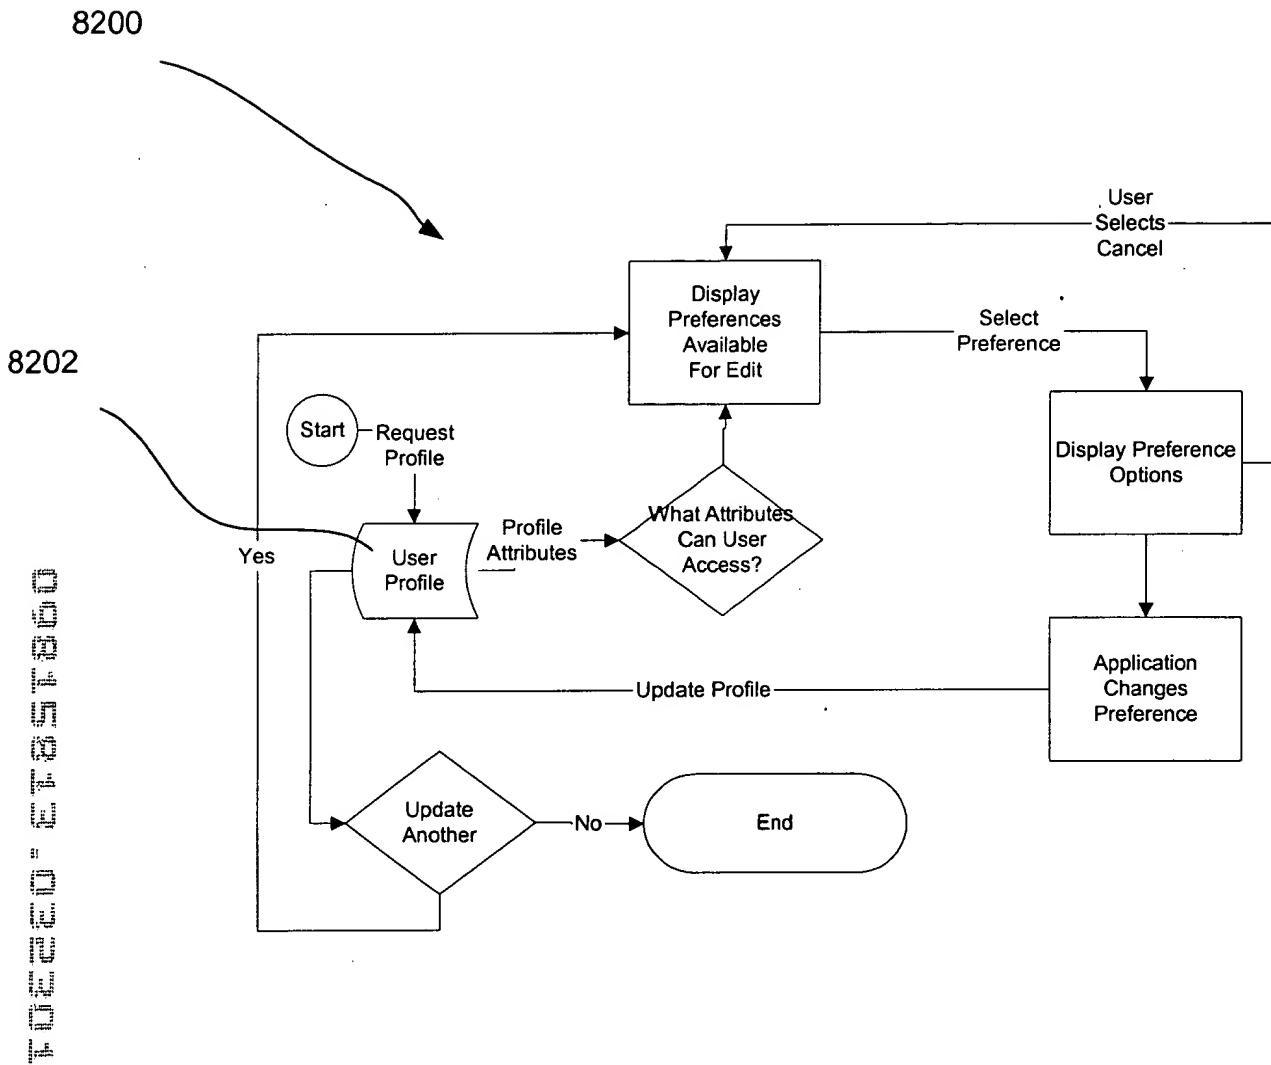 8200
User
Selects
Cancel
Display
Preferences
Available
For Edit
Select
Preference
8202
Start
Request
Profile
Display Preference
Options
What Attributes
Can User
Access?
Profile
Attributes
User
Profile
Yes
Application
Changes
Preference
Update Profile
Update
Another
No
End